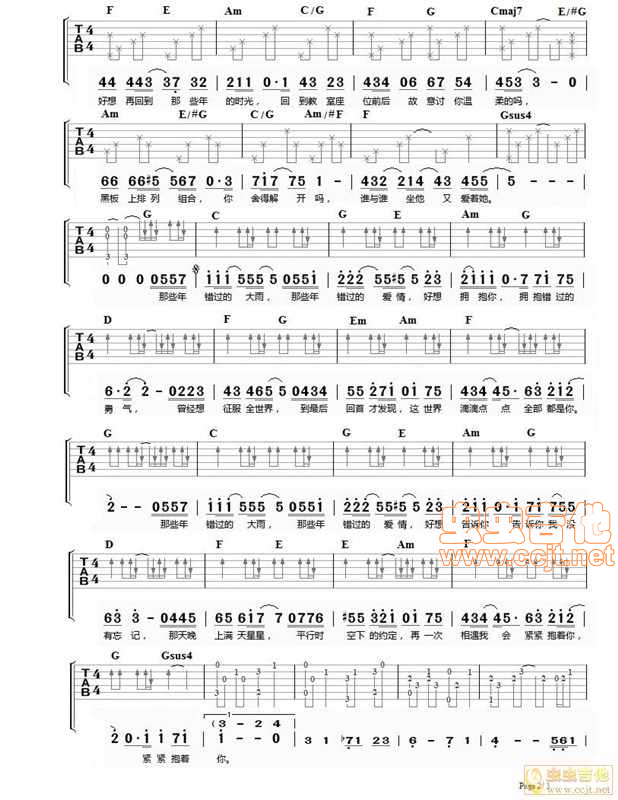 F E Am C/G F G Cmaj7 E/#G
44 443 37 32 211 0·1 43 23 434 06 67 54 453 3 - 0
好想 再回到 那 些年 的时光， 回 到教 室座 位前后 故 意讨 你温 柔的吗，
Am E/#G C/G Am/#F F Gsus4
66 66#5 567 0·3 717 75 1 - 432 214 43 455 5 - - -
黑板 上排 列 组合， 你 舍得解 开吗， 谁与谁 坐他 又 爱着她。
G C G E Am G
0 0 0 0557 111 555 5 0551 222 55#5 5 23 2111 0·7 71 75
那些年 错过的 大雨， 那些年 错过的 爱情， 好想 拥 抱你， 拥 抱错 过的
D F G Em Am F
6·2 2 - 0223 43 465 5 0434 55 271 01 75 434 45· 63 212
勇 气， 曾经想 征服 全世界， 到最后 回首 才发现， 这 世界 滴滴点 点 全部 都是你。
G C G E Am G
2 - - 0557 111 555 5 0551 222 55#5 5 23 211 0 1 71 755
那些年 错过的 大雨， 那些年 错过的 爱情， 好想 告诉你 告诉你 我 没
D F E E Am F
63 3 - 0445 65 617 7 0776 #55 321 01 75 434 45· 63 212
有忘 记， 那天晚 上满 天星星， 平行时 空下 的约定， 再 一次 相遇我 会 紧紧 抱着你，
G Gsus4
(3 - 2 4
20·1 171 1 - - 0 3 1 b71 23 6 - 7 1 4 - - 561
紧 紧抱着 你。
虫虫吉他
www.ccjt.net
Page 2/3
虫虫吉他
www.ccjt.net